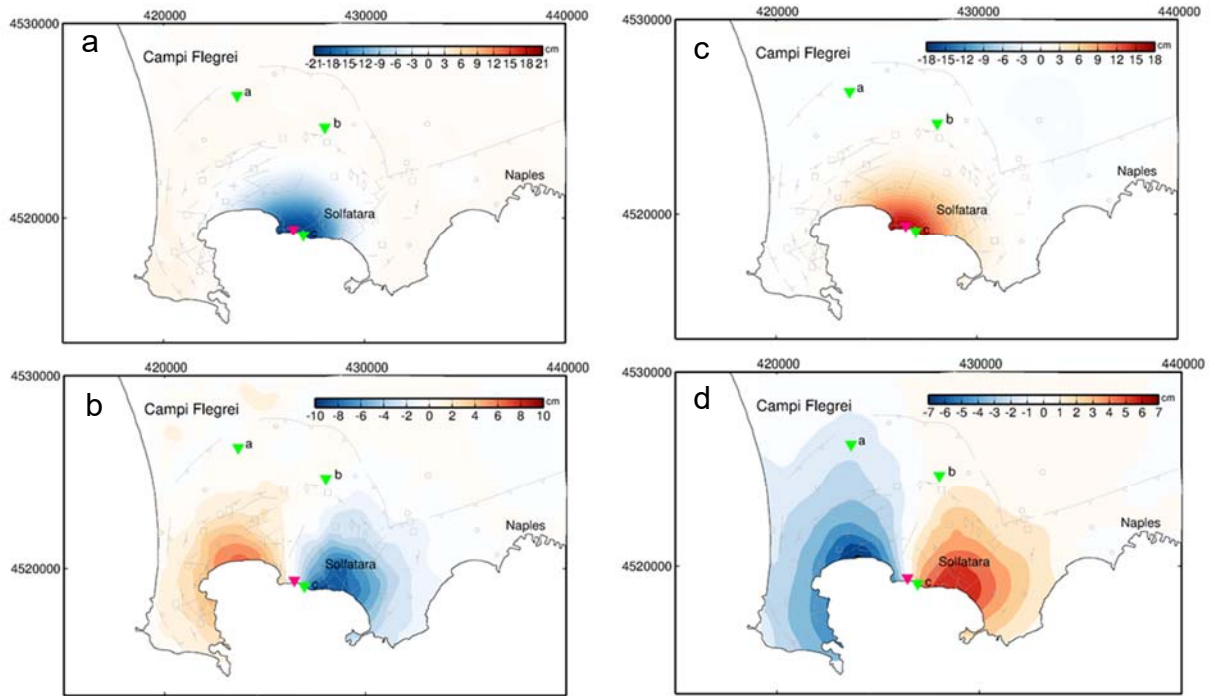 420000 430000 440000
4530000
a
Campi Flegrei
cm
-21-18-15-12-9 -6 -3 0 3 6 9 12 15 18 21
a
b
Naples
Solfatara
4520000
c
420000 430000 440000
4530000
c
Campi Flegrei
cm
-18-15-12 -9 -6 -3 0 3 6 9 12 15 18
a
b
Naples
Solfatara
4520000
c
420000 430000 440000
4530000
b
Campi Flegrei
cm
-10 -8 -6 -4 -2 0 2 4 6 8 10
a
b
Naples
Solfatara
4520000
c
420000 430000 440000
4530000
d
Campi Flegrei
cm
-7 -6 -5 -4 -3 -2 -1 0 1 2 3 4 5 6 7
a
b
Naples
Solfatara
4520000
c